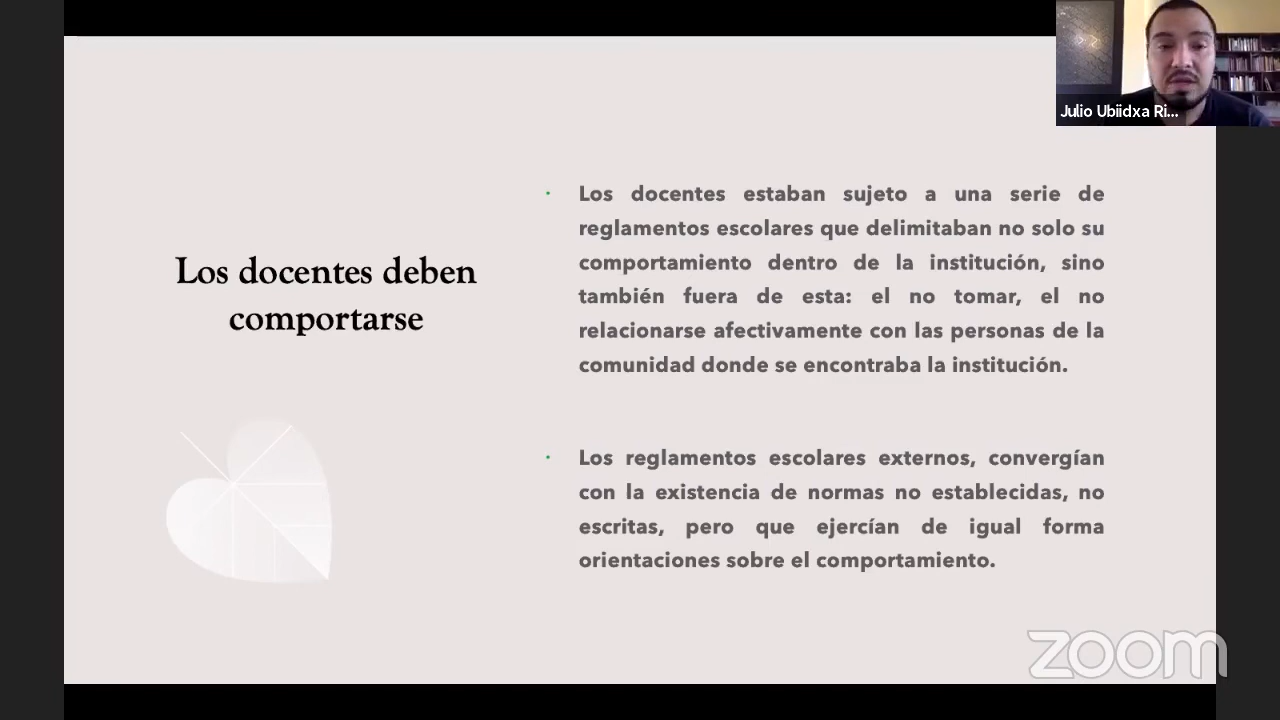 Julio Ubiidxa Ri...
Los docentes deben
comportarse
· Los docentes estaban sujeto a una serie de
reglamentos escolares que delimitaban no solo su
comportamiento dentro de la institución, sino
también fuera de esta: el no tomar, el no
relacionarse afectivamente con las personas de la
comunidad donde se encontraba la institución.
· Los reglamentos escolares externos, convergían
con la existencia de normas no establecidas, no
escritas, pero que ejercían de igual forma
orientaciones sobre el comportamiento.
zoom